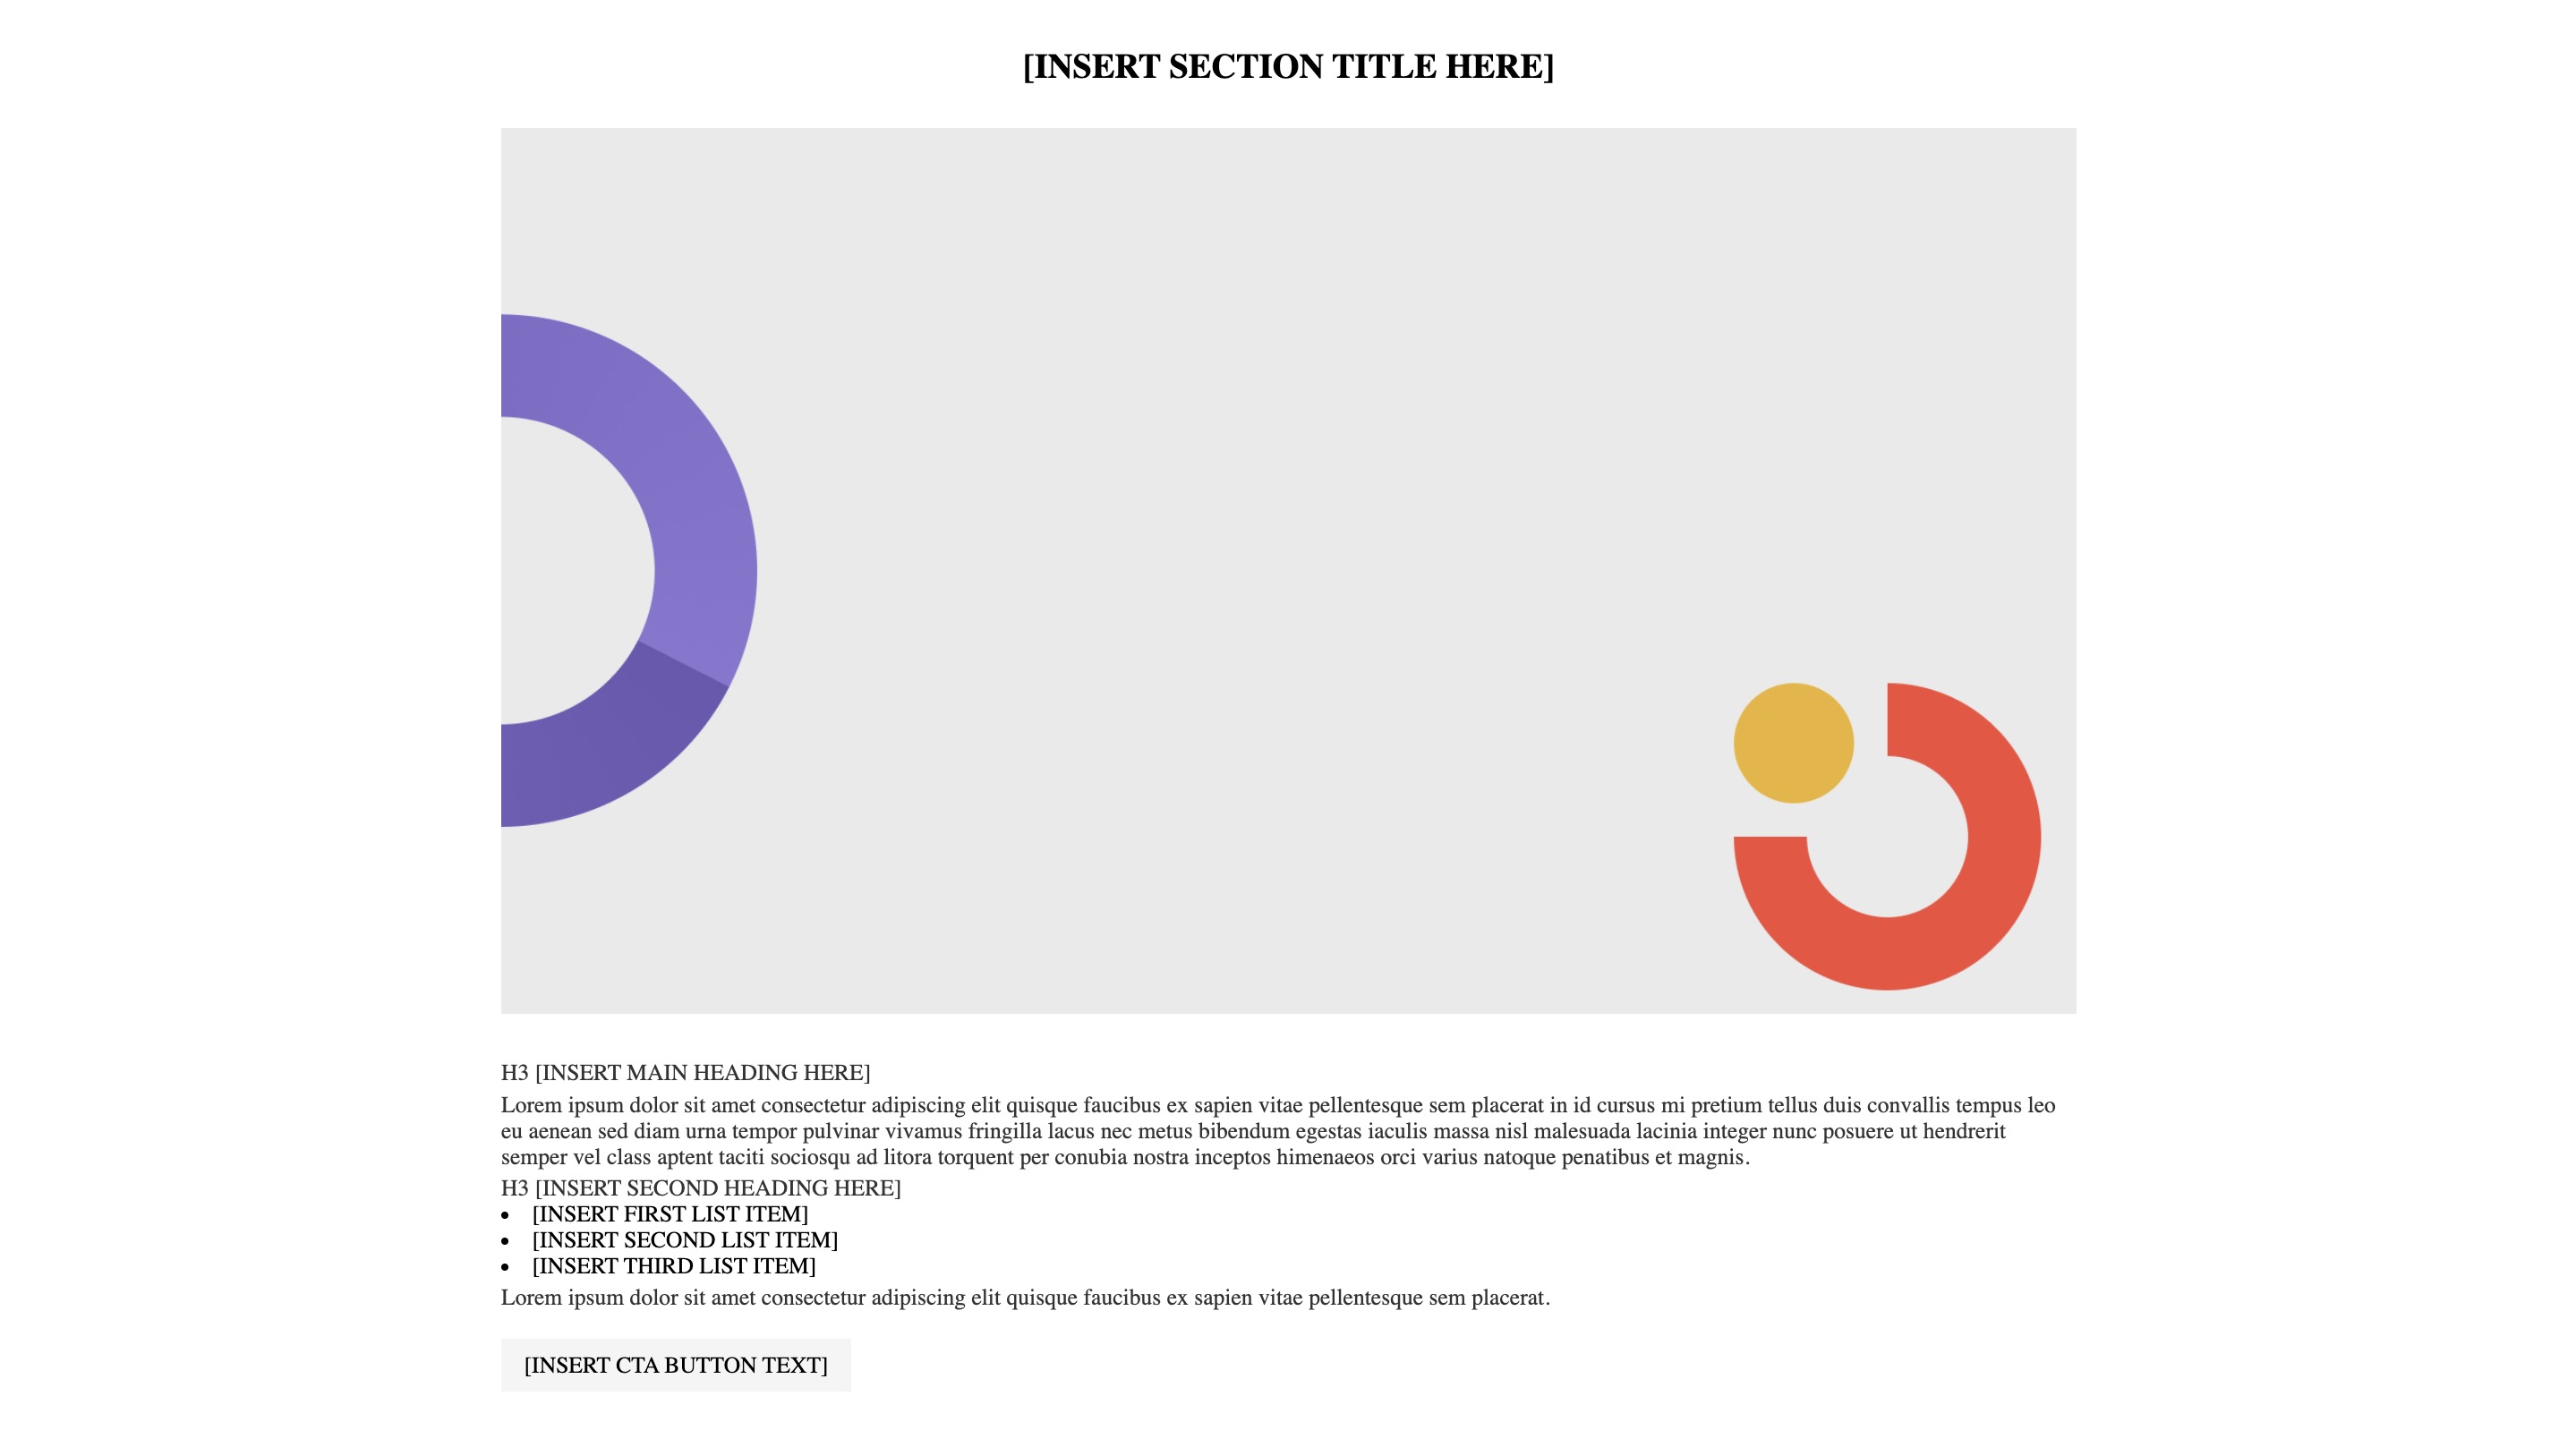 [INSERT SECTION TITLE HERE]
H3 [INSERT MAIN HEADING HERE]
Lorem ipsum dolor sit amet consectetur adipiscing elit quisque faucibus ex sapien vitae pellentesque sem placerat in id cursus mi pretium tellus duis convallis tempus leo
eu aenean sed diam urna tempor pulvinar vivamus fringilla lacus nec metus bibendum egestas iaculis massa nisl malesuada lacinia integer nunc posuere ut hendrerit
semper vel class aptent taciti sociosqu ad litora torquent per conubia nostra inceptos himenaeos orci varius natoque penatibus et magnis.
H3 [INSERT SECOND HEADING HERE]
• [INSERT FIRST LIST ITEM]
• [INSERT SECOND LIST ITEM]
• [INSERT THIRD LIST ITEM]
Lorem ipsum dolor sit amet consectetur adipiscing elit quisque faucibus ex sapien vitae pellentesque sem placerat.
[INSERT CTA BUTTON TEXT]